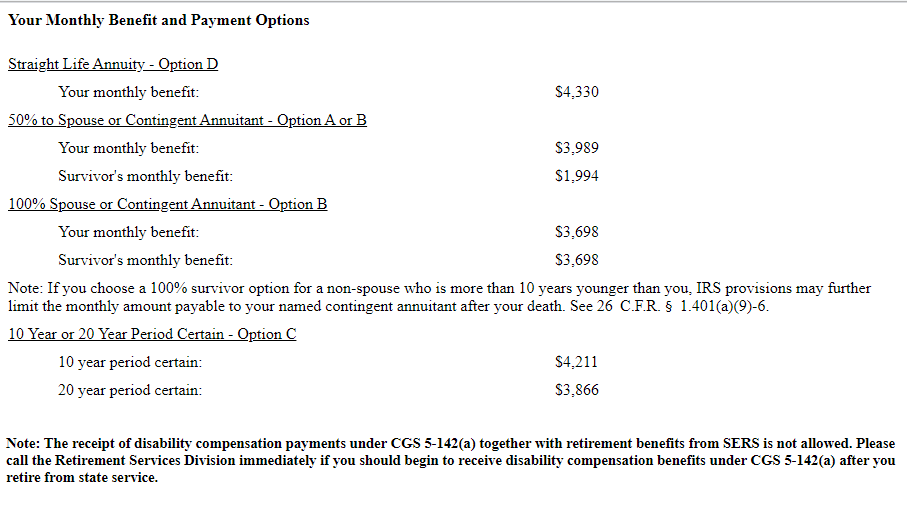 Your Monthly Benefit and Payment Options
Straight Life Annuity - Option D
Your monthly benefit: $4,330
50% to Spouse or Contingent Annuitant - Option A or B
Your monthly benefit: $3,989
Survivor's monthly benefit: $1,994
100% Spouse or Contingent Annuitant - Option B
Your monthly benefit: $3,698
Survivor's monthly benefit: $3,698
Note: If you choose a 100% survivor option for a non-spouse who is more than 10 years younger than you, IRS provisions may further
limit the monthly amount payable to your named contingent annuitant after your death. See 26 C.F.R. § 1.401(a)(9)-6.
10 Year or 20 Year Period Certain - Option C
10 year period certain: $4,211
20 year period certain: $3,866
Note: The receipt of disability compensation payments under CGS 5-142(a) together with retirement benefits from SERS is not allowed. Please
call the Retirement Services Division immediately if you should begin to receive disability compensation benefits under CGS 5-142(a) after you
retire from state service.